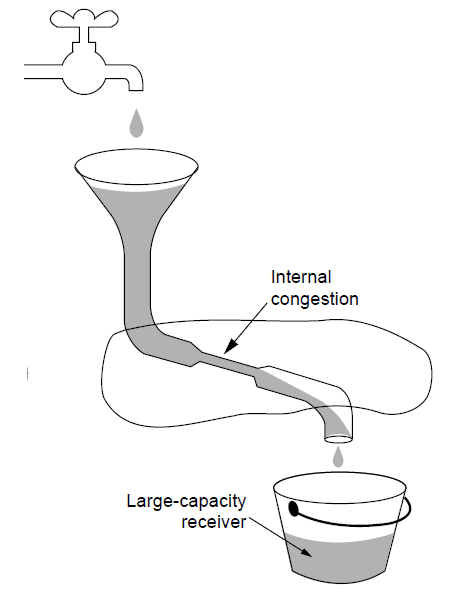 Internal
congestion
Large-capacity
receiver